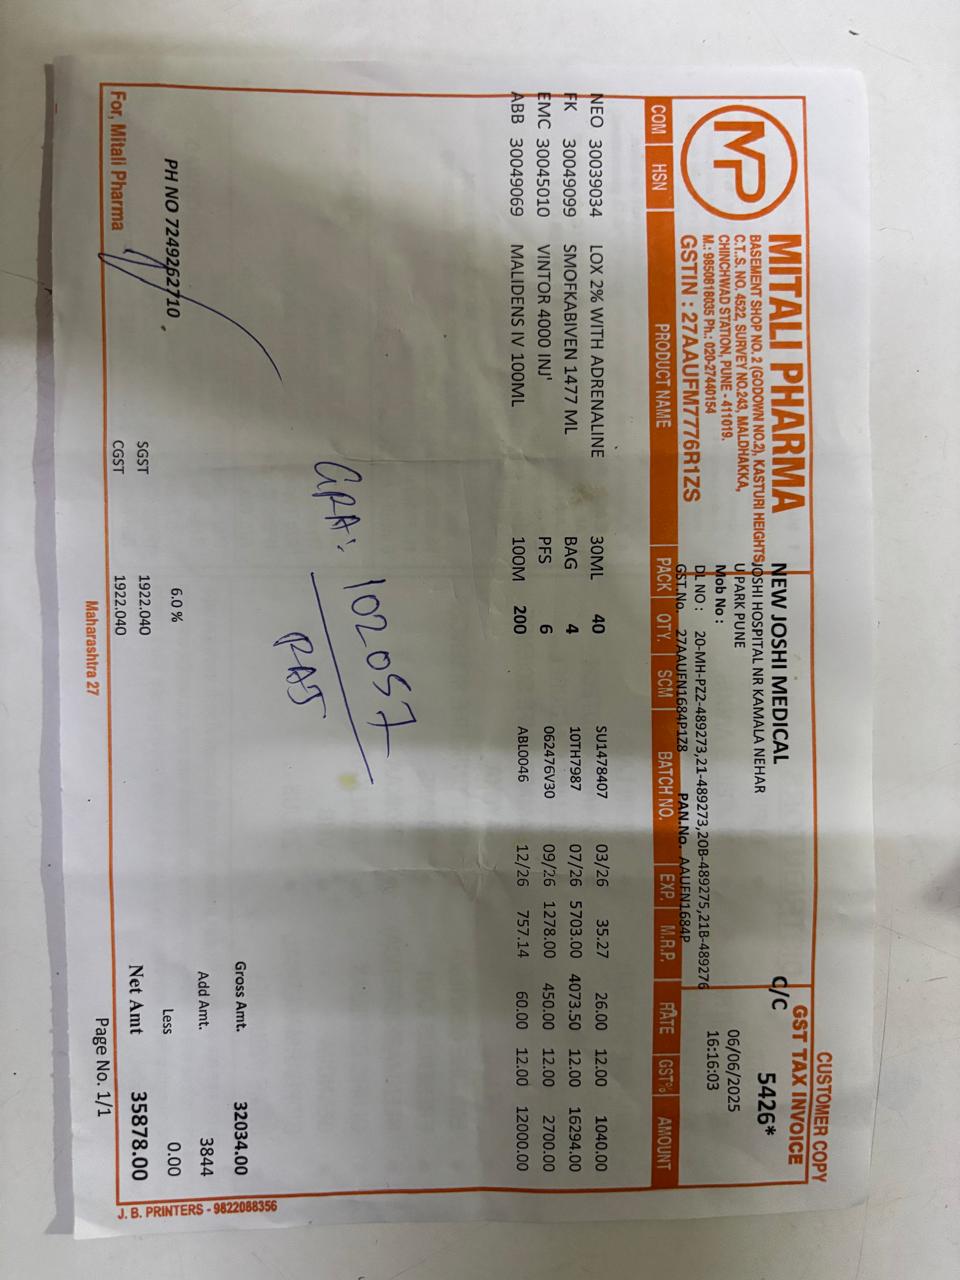 CUSTOMER COPY
MP
MITALI PHARMA
BASEMENT SHOP NO. 2 (GODOWN NO.2), KASTURI HEIGHTS,
C.T..S. NO. 4522, SURVEY NO.243, MALDHAKKA,
CHINCHWAD STATION, PUNE - 411019.
M.: 9850818035 Ph.: 020-27440154
GSTIN : 27AAUFM7776R1ZS
NEW JOSHI MEDICAL
JOSHI HOSPITAL NR KAMALA NEHAR
U PARK PUNE
Mob No :
DL NO : 20-MH-PZ2-489273,21-489273,20B-489275,21B-489276
GST.No. 27AAUFN1684P1Z8 PAN.No. AAUFN1684P
C/C
GST TAX INVOICE
5426*
06/06/2025
16:16:03
COM HSN PRODUCT NAME PACK QTY. SCM BATCH NO. EXP. M.R.P. RATE GST% AMOUNT
NEO 30039034 LOX 2% WITH ADRENALINE 30ML 40 SU1478407 03/26 35.27 26.00 12.00 1040.00
FK 30049099 SMOFKABIVEN 1477 ML BAG 4 10TH7987 07/26 5703.00 4073.50 12.00 16294.00
EMC 30045010 VINTOR 4000 INJ' PFS 6 062476V30 09/26 1278.00 450.00 12.00 2700.00
ABB 30049069 MALIDENS IV 100ML 100M 200 ABL0046 12/26 757.14 60.00 12.00 12000.00
GRA: 102057
RAJ
Gross Amt. 32034.00
Add Amt. 3844
Less 0.00
Net Amt 35878.00
PH NO 7249262710
6.0 %
SGST 1922.040
CGST 1922.040
For, Mitali Pharma
Maharashtra 27
Page No. 1/1
J. B. PRINTERS - 9822088356